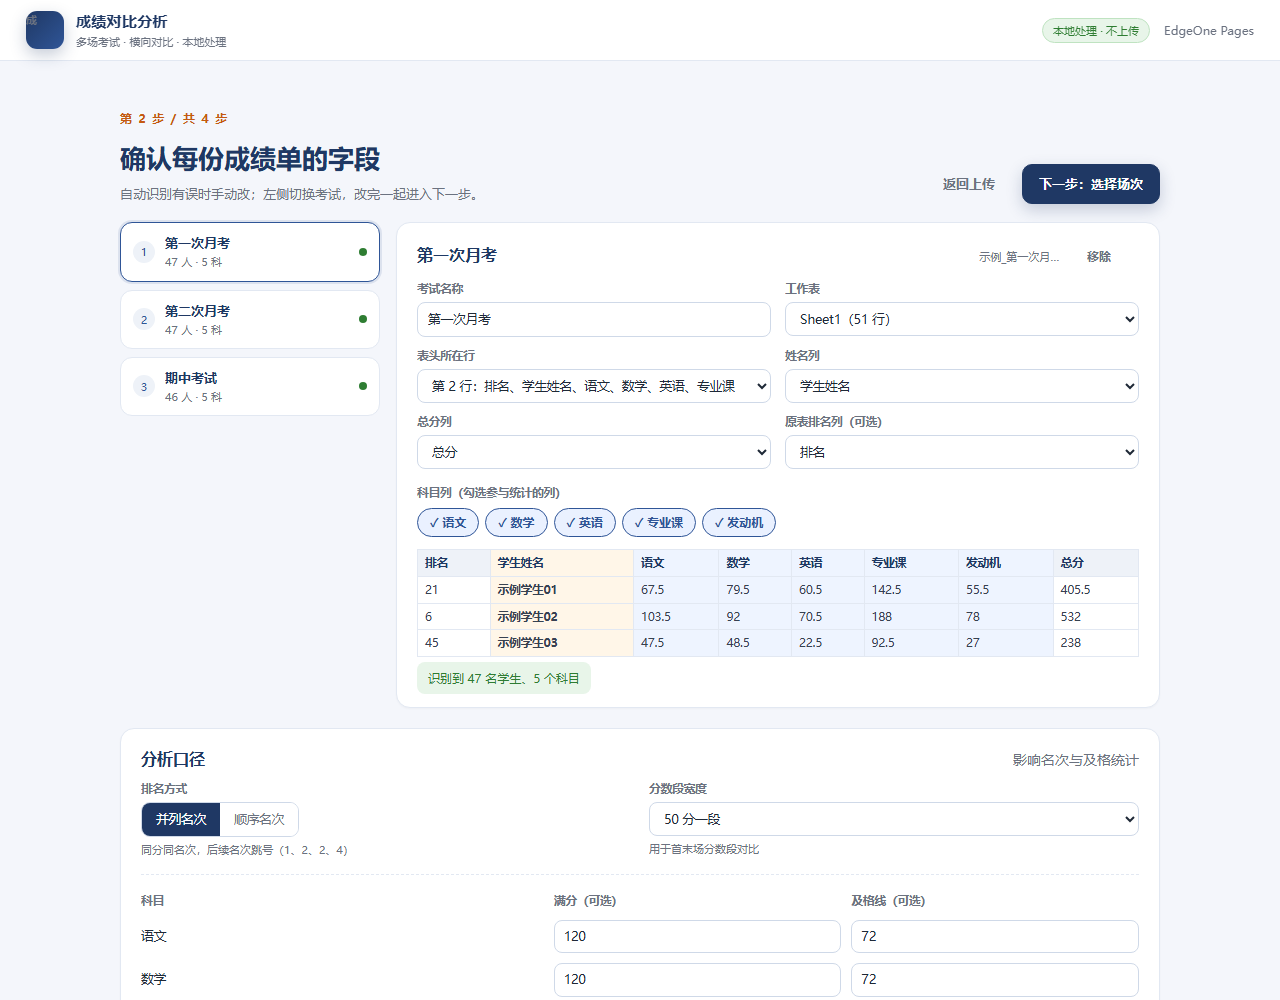 成
成绩对比分析
多场考试 · 横向对比 · 本地处理
本地处理 · 不上传
EdgeOne Pages
第 2 步 / 共 4 步
确认每份成绩单的字段
自动识别有误时手动改；左侧切换考试，改完一起进入下一步。
返回上传
下一步：选择场次
1
第一次月考
47 人 · 5 科
2
第二次月考
47 人 · 5 科
3
期中考试
46 人 · 5 科
第一次月考
示例_第一次月...
移除
考试名称
工作表
第一次月考
Sheet1（51 行）
表头所在行
姓名列
第 2 行：排名、学生姓名、语文、数学、英语、专业课
学生姓名
总分列
原表排名列（可选）
总分
排名
科目列（勾选参与统计的列）
✓ 语文 ✓ 数学 ✓ 英语 ✓ 专业课 ✓ 发动机
排名 学生姓名 语文 数学 英语 专业课 发动机 总分
21 示例学生01 67.5 79.5 60.5 142.5 55.5 405.5
6 示例学生02 103.5 92 70.5 188 78 532
45 示例学生03 47.5 48.5 22.5 92.5 27 238
识别到 47 名学生、5 个科目
分析口径
影响名次与及格统计
排名方式
分数段宽度
并列名次 顺序名次
50 分一段
同分同名次，后续名次跳号（1、2、2、4）
用于首末场分数段对比
科目 满分（可选） 及格线（可选）
语文 120 72
数学 120 72